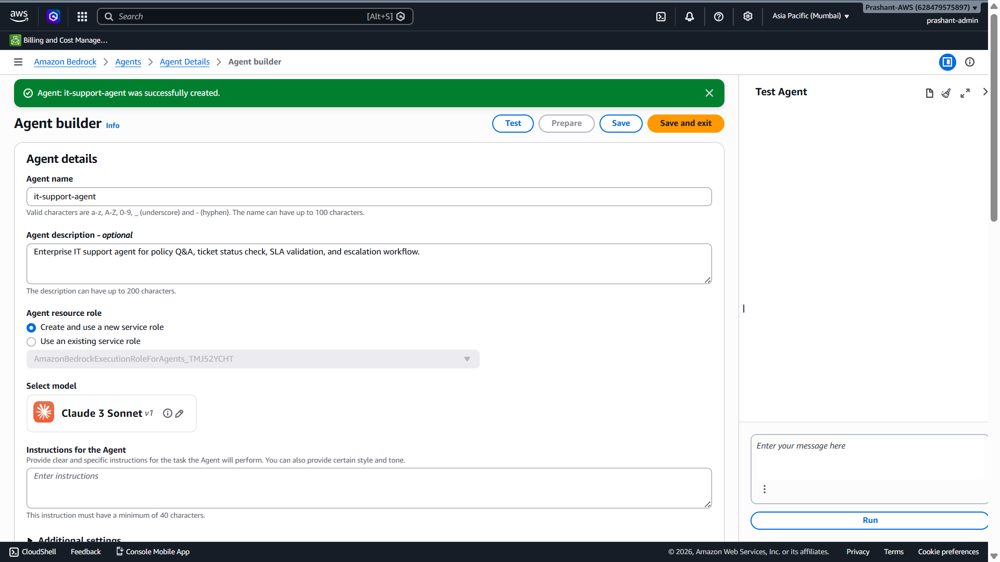 aws
Search
[Alt+S]
Asia Pacific (Mumbai)
Prashant-AWS (628479575897)
prashant-admin
Billing and Cost Manage...
Amazon Bedrock
Agents
Agent Details
Agent builder
Agent: it-support-agent was successfully created.
Agent builder Info
Test
Prepare
Save
Save and exit
Agent details
Agent name
it-support-agent
Valid characters are a-z, A-Z, 0-9, _ (underscore) and - (hyphen). The name can have up to 100 characters.
Agent description - optional
Enterprise IT support agent for policy Q&A, ticket status check, SLA validation, and escalation workflow.
The description can have up to 200 characters.
Agent resource role
Create and use a new service role
Use an existing service role
AmazonBedrockExecutionRoleForAgents_TMJ52YCHT
Select model
Claude 3 Sonnet v1
Instructions for the Agent
Provide clear and specific instructions for the task the Agent will perform. You can also provide certain style and tone.
Enter instructions
This instruction must have a minimum of 40 characters.
Additional settings
Test Agent
Enter your message here
Run
CloudShell
Feedback
Console Mobile App
© 2026, Amazon Web Services, Inc. or its affiliates.
Privacy
Terms
Cookie preferences